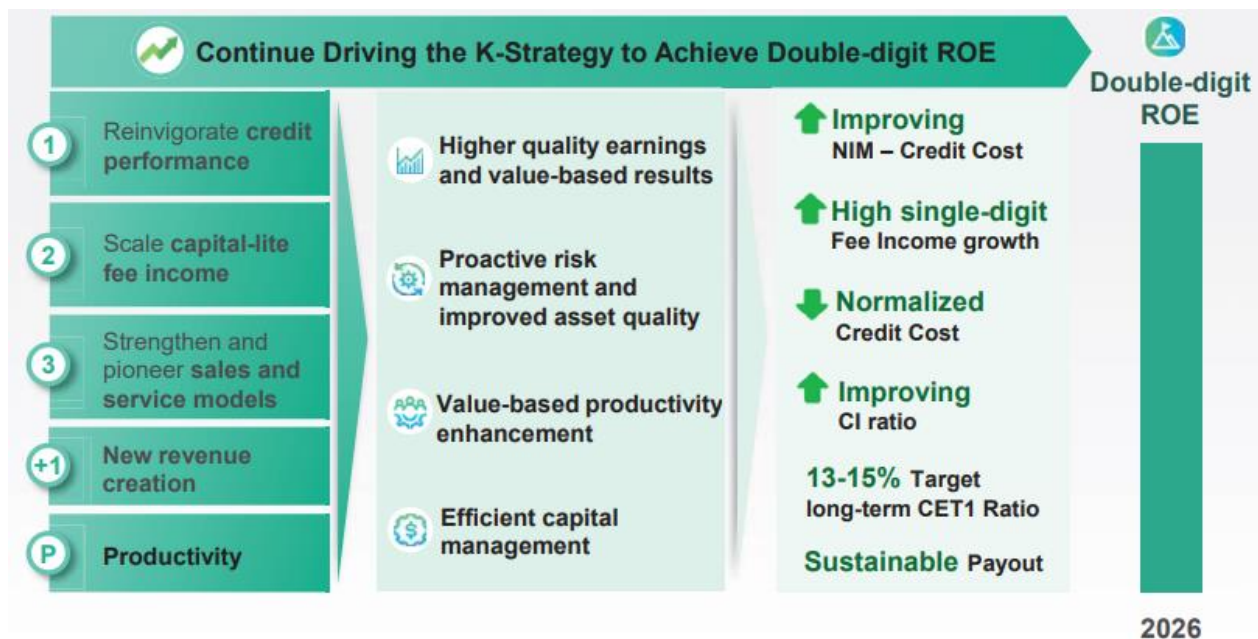 Continue Driving the K-Strategy to Achieve Double-digit ROE
Double-digit
ROE
1
Reinvigorate credit
performance
2
Scale capital-lite
fee income
3
Strengthen and
pioneer sales and
service models
+1
New revenue
creation
P
Productivity
Higher quality earnings
and value-based results
Proactive risk
management and
improved asset quality
Value-based productivity
enhancement
$
Efficient capital
management
Improving
NIM – Credit Cost
High single-digit
Fee Income growth
Normalized
Credit Cost
Improving
CI ratio
13-15% Target
long-term CET1 Ratio
Sustainable Payout
2026